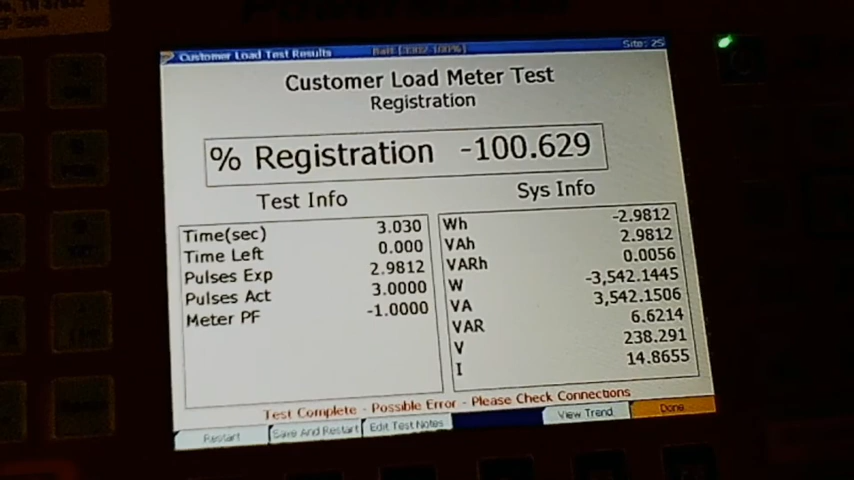 Customer Load Test Results
Site: 25
Customer Load Meter Test
Registration
% Registration -100.629
Test Info
Time(sec) 3.030
Time Left 0.000
Pulses Exp 2.9812
Pulses Act 3.0000
Meter PF -1.0000
Sys Info
Wh -2.9812
VAh 2.9812
VARh 0.0056
W -3,542.1445
VA 3,542.1506
VAR 6.6214
V 238.291
I 14.8655
Test Complete - Possible Error - Please Check Connections
Restart
Save And Restart
Edit Test Notes
View Trend
Done